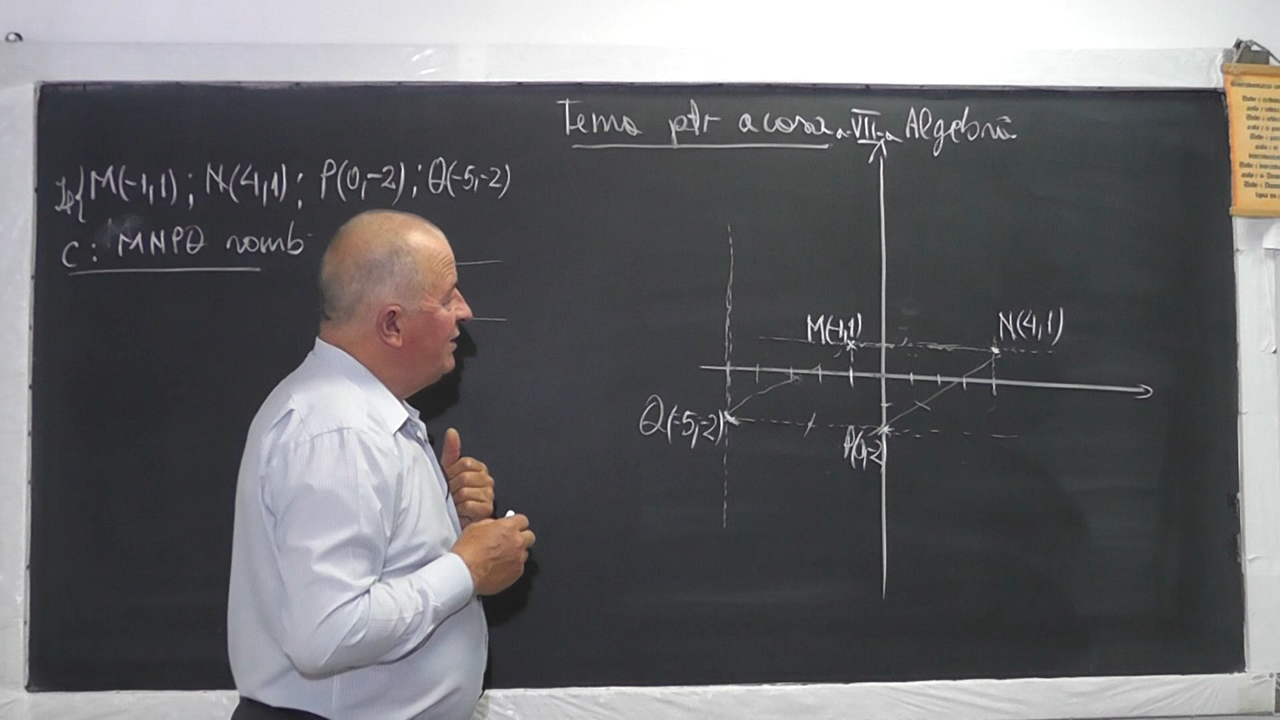 Tema ptr acasa a VII-a Algebră
Ip{M(-1,1); N(4,1); P(0,-2); Q(-5,-2)
C: MNPQ romb
M(-1,1)
N(4,1)
Q(-5,-2)
P(0,-2)